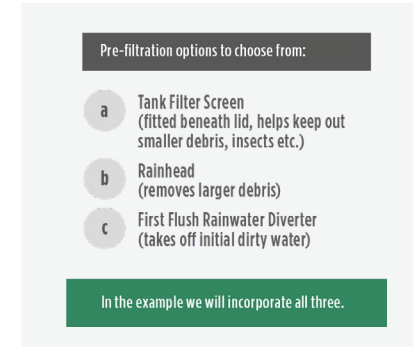 Pre-filtration options to choose from:
a
Tank Filter Screen
(fitted beneath lid, helps keep out
smaller debris, insects etc.)
b
Rainhead
(removes larger debris)
c
First Flush Rainwater Diverter
(takes off initial dirty water)
In the example we will incorporate all three.